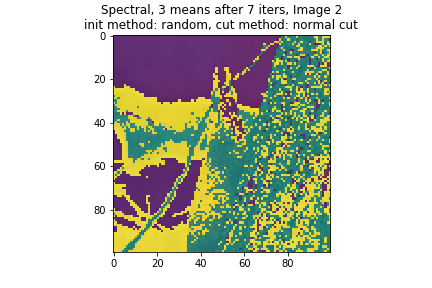 Spectral, 3 means after 7 iters, Image 2
init method: random, cut method: normal cut
0
20
40
60
80
0 20 40 60 80